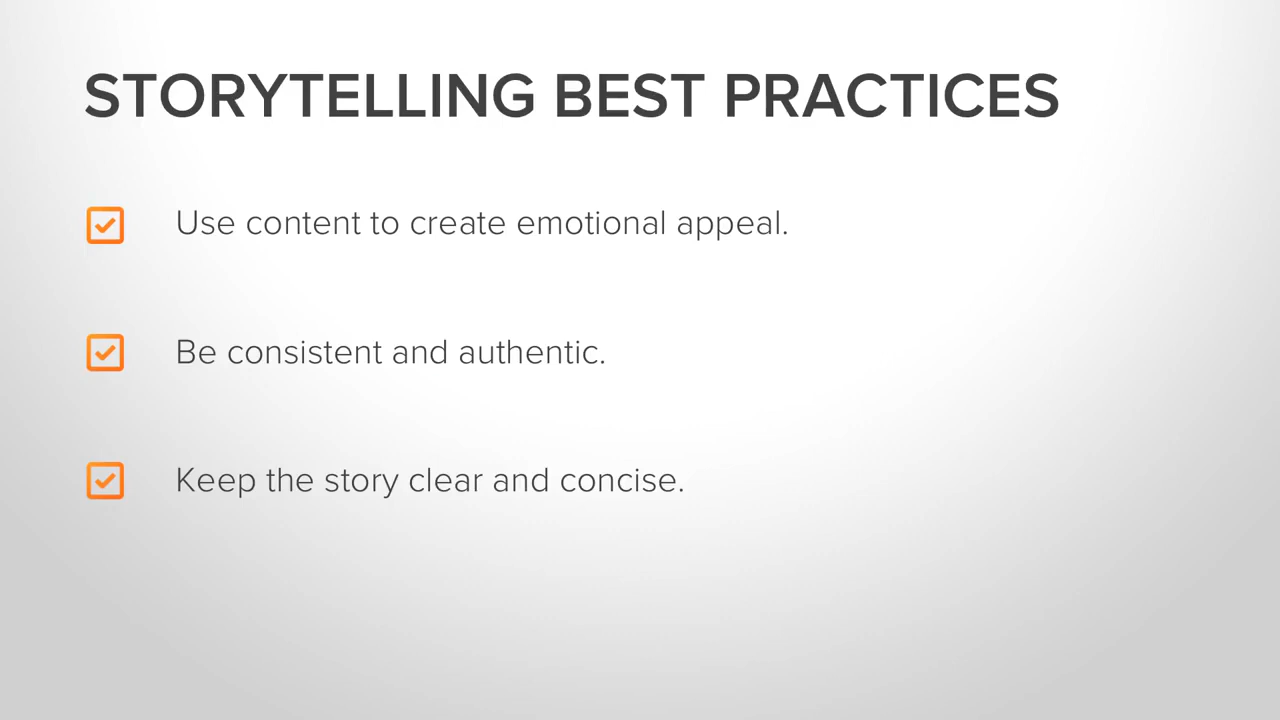 STORYTELLING BEST PRACTICES
Use content to create emotional appeal.
Be consistent and authentic.
Keep the story clear and concise.